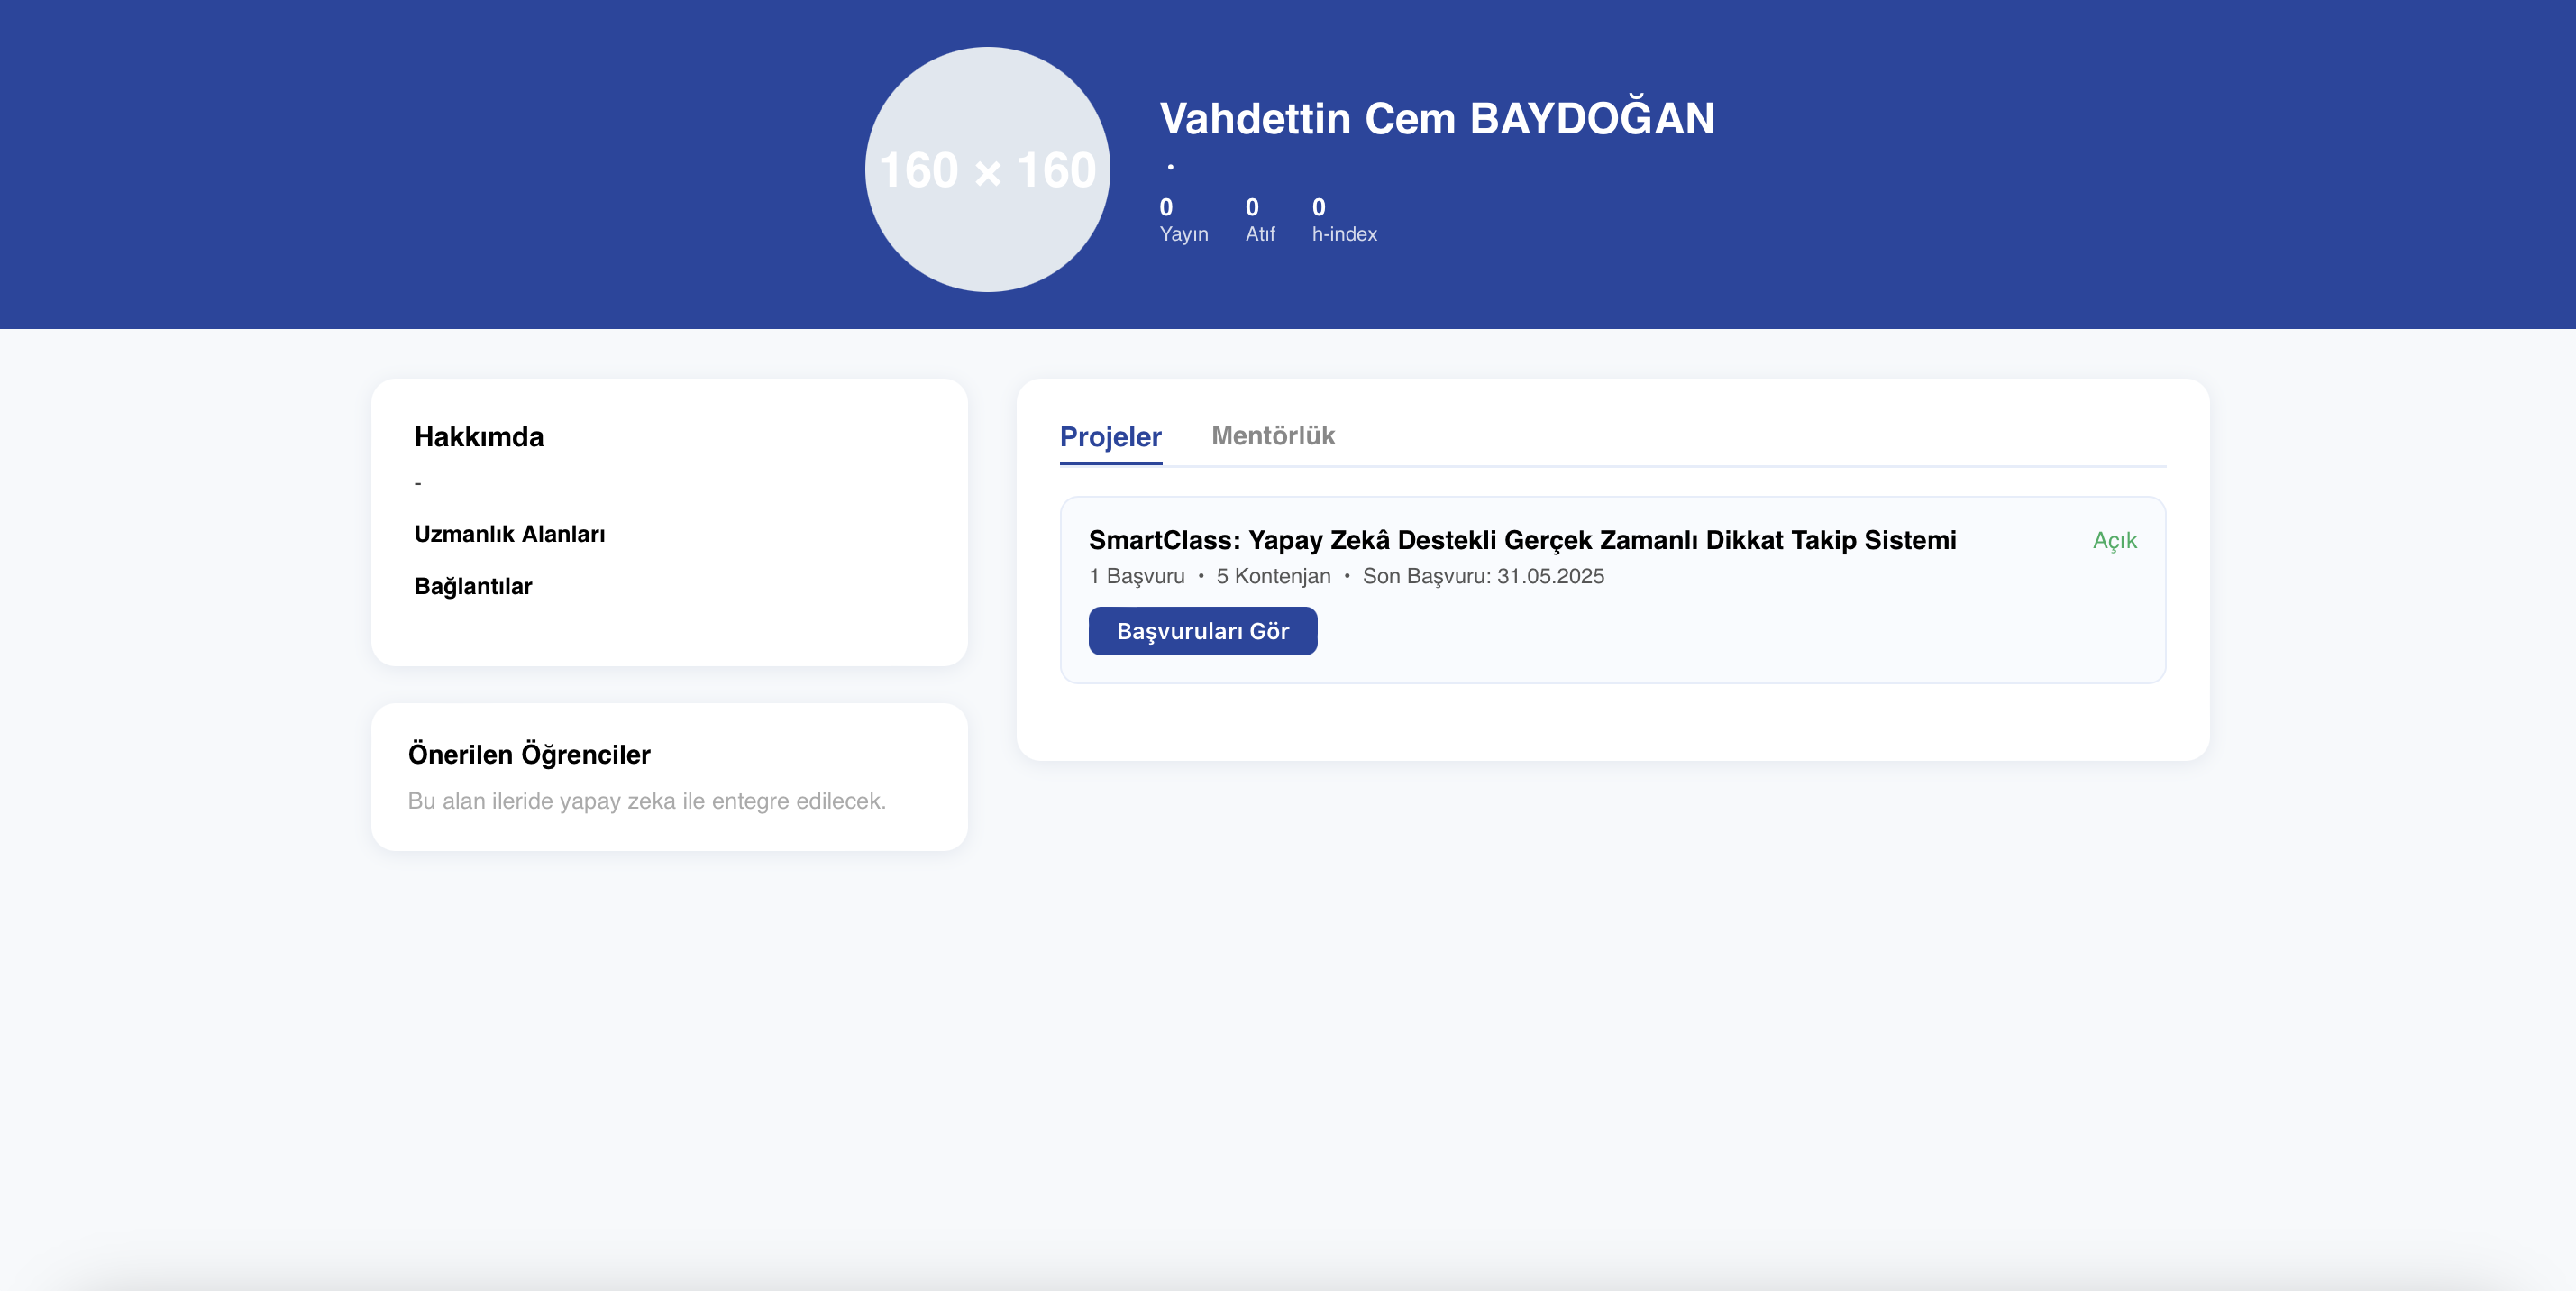 160 × 160
Vahdettin Cem BAYDOĞAN
•
0 0 0
Yayın Atıf h-index
Hakkımda
-
Uzmanlık Alanları
Bağlantılar
Önerilen Öğrenciler
Bu alan ileride yapay zeka ile entegre edilecek.
Projeler Mentörlük
SmartClass: Yapay Zekâ Destekli Gerçek Zamanlı Dikkat Takip Sistemi Açık
1 Başvuru • 5 Kontenjan • Son Başvuru: 31.05.2025
Başvuruları Gör